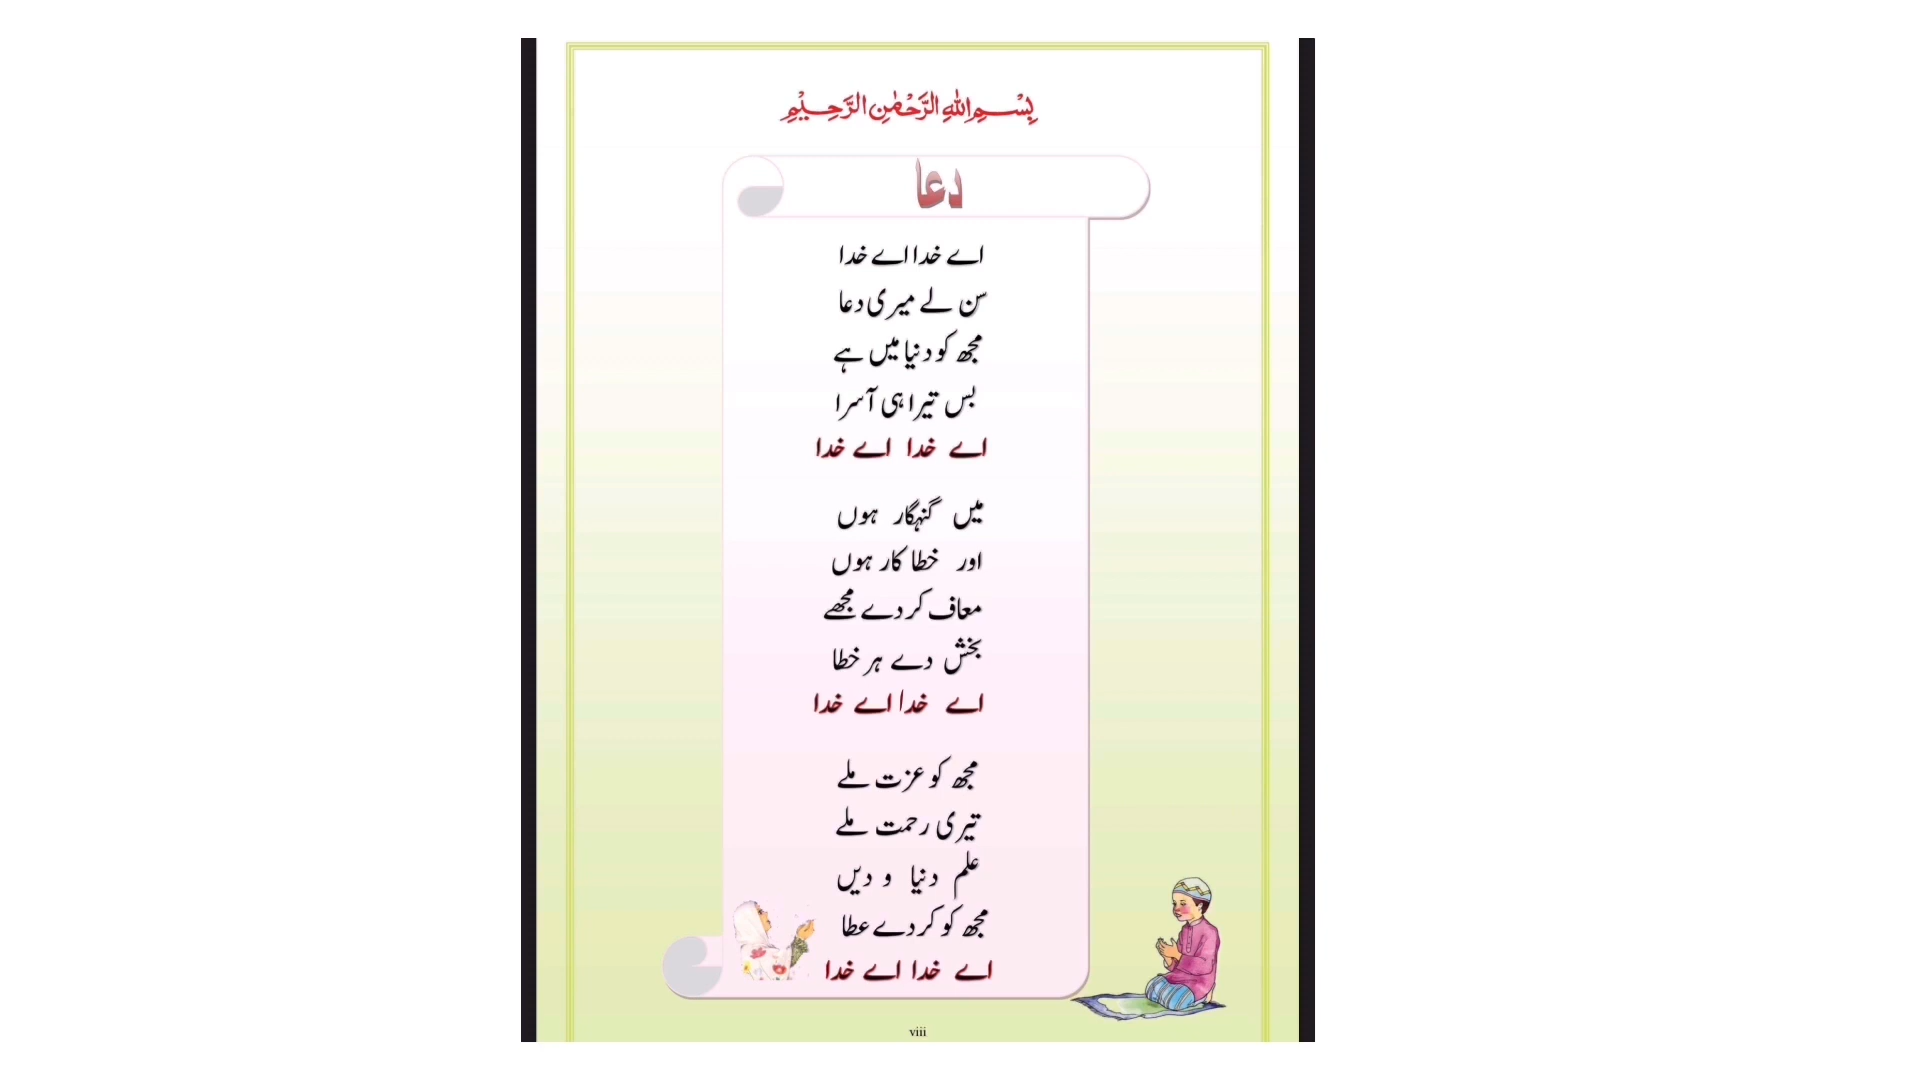 بِسْمِ اللّٰهِ الرَّحْمٰنِ الرَّحِيْمِ
دعا
اے خدا اے خدا
سن لے میری دعا
مجھ کو دنیا میں ہے
بس تیرا ہی آسرا
اے خدا اے خدا
میں گنہگار ہوں
اور خطا کار ہوں
معاف کر دے مجھے
بخش دے ہر خطا
اے خدا اے خدا
مجھ کو عزت ملے
تیری رحمت ملے
علم دنیا و دیں
مجھ کو کر دے عطا
اے خدا اے خدا
viii